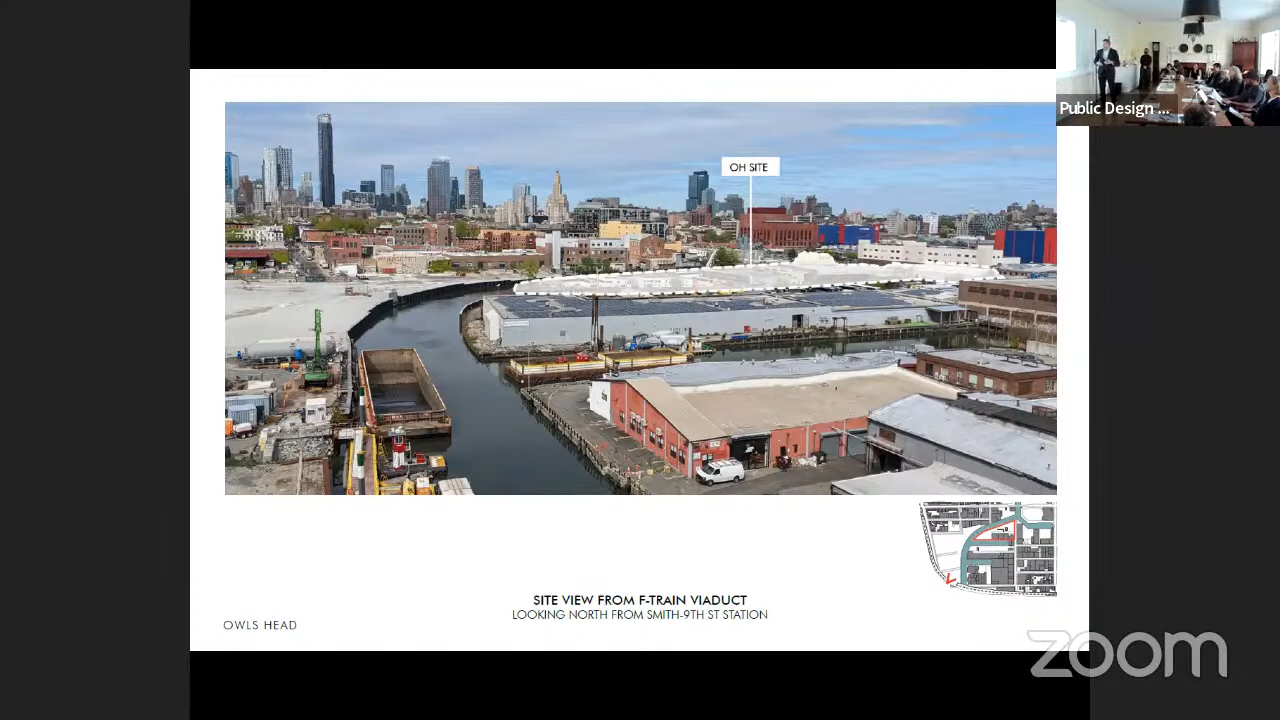 Public Design ...
OH SITE
SITE VIEW FROM F-TRAIN VIADUCT
LOOKING NORTH FROM SMITH-9TH ST STATION
OWLS HEAD
zoom